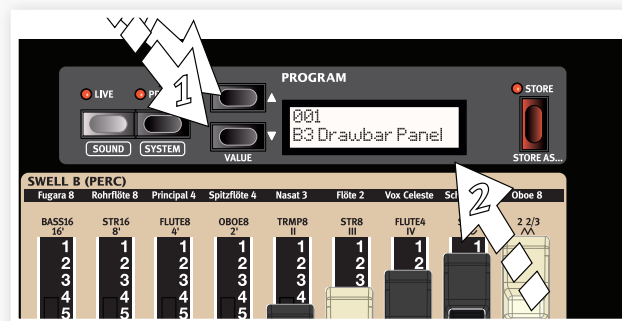 PROGRAM
LIVE
STORE
1
001
B3 Drawbar Panel
SOUND
SYSTEM
VALUE
STORE AS...
SWELL B (PERC)
Fugara 8 Rohrflöte 8 Principal 4 Spitzflöte 4 Nasat 3 Flöte 2 Vox Celeste Oboe 8
2
BASS16 STR16 FLUTE8 OBOE8 TRMP8 STR8 FLUTE4 2 2/3
16' 8' 4' 2' II III IV
1 1 1 1 1 1 1 1
2 2 2 2 2 2 2
3 3 3 3 3 3
4 4 4 4 4
5 5 5 5